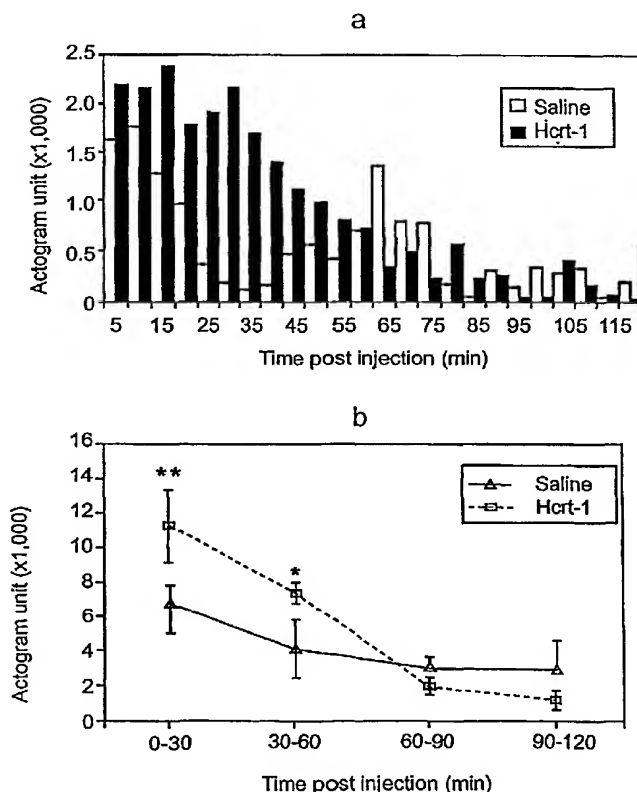 a
Actogram unit (x1,000)
2.5
2.0
1.5
1.0
0.5
0
Saline
Hcrt-1
5 15 25 35 45 55 65 75 85 95 105 115
Time post injection (min)
b
Actogram unit (x1,000)
16
14
12
10
8
6
4
2
0
**
*
Saline
Hcrt-1
0-30 30-60 60-90 90-120
Time post injection (min)